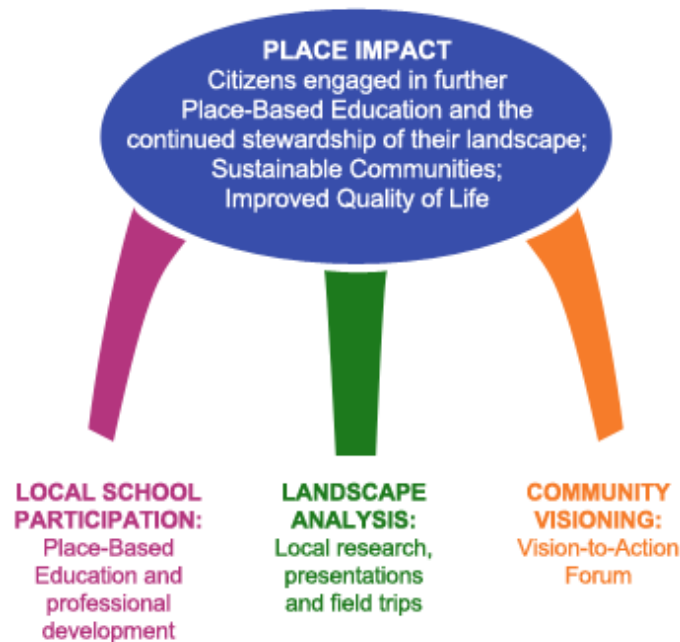 PLACE IMPACT
Citizens engaged in further
Place-Based Education and the
continued stewardship of their landscape;
Sustainable Communities;
Improved Quality of Life
LOCAL SCHOOL
PARTICIPATION:
Place-Based
Education and
professional
development
LANDSCAPE
ANALYSIS:
Local research,
presentations
and field trips
COMMUNITY
VISIONING:
Vision-to-Action
Forum